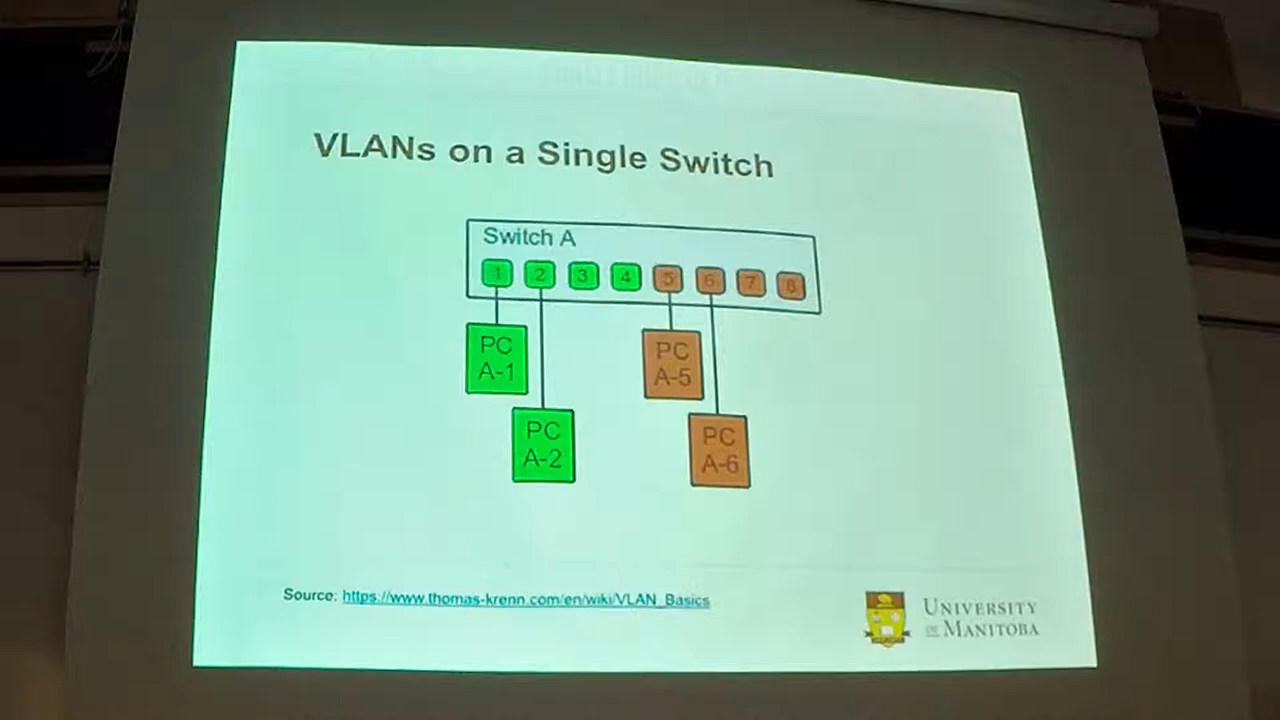 VLANs on a Single Switch
Switch A
1 2 3 4 5 6 7 8
PC
A-1
PC
A-5
PC
A-2
PC
A-6
Source: https://www.thomas-krenn.com/en/wiki/VLAN_Basics
UNIVERSITY
OF MANITOBA